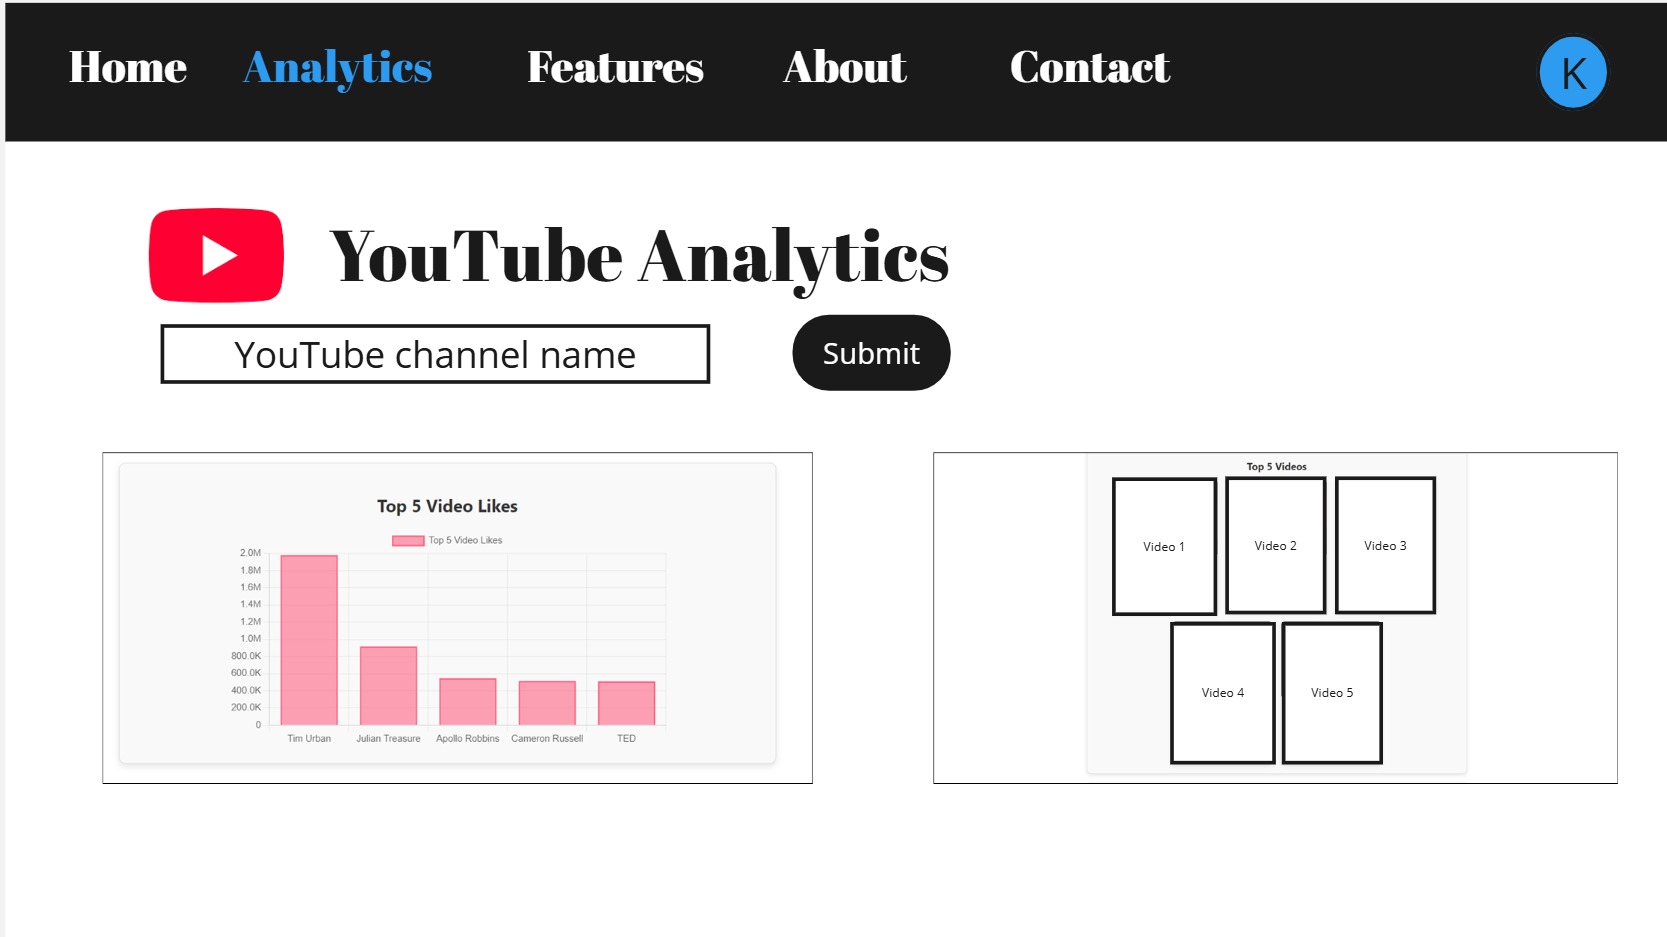 Home Analytics Features About Contact K
YouTube Analytics
YouTube channel name Submit
Top 5 Video Likes
Top 5 Video Likes
2.0M
1.8M
1.6M
1.4M
1.2M
1.0M
800.0K
600.0K
400.0K
200.0K
0
Tim Urban Julian Treasure Apollo Robbins Cameron Russell TED
Top 5 Videos
Video 1 Video 2 Video 3
Video 4 Video 5